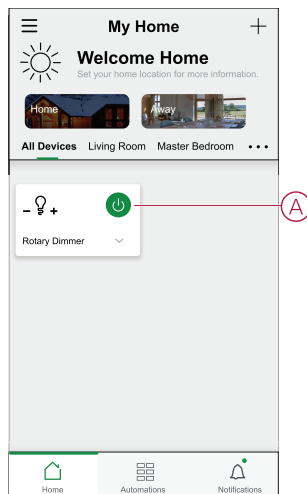 My Home
Welcome Home
Set your home location for more information.
Home Away
All Devices Living Room Master Bedroom
A
Rotary Dimmer
Home Automations Notifications